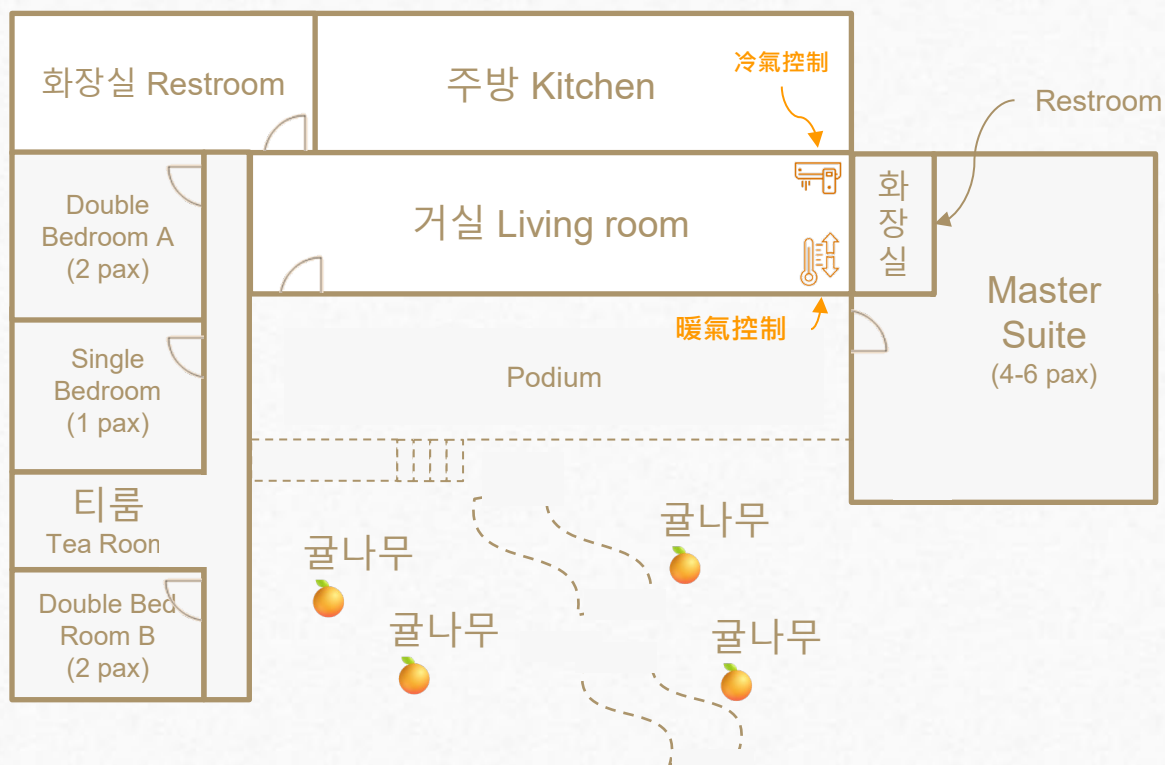 화장실 Restroom
주방 Kitchen
冷氣控制
Restroom
Double
Bedroom A
(2 pax)
거실 Living room
화
장
실
Master
Suite
(4-6 pax)
暖氣控制
Single
Bedroom
(1 pax)
Podium
티룸
Tea Room
귤나무
귤나무
귤나무
귤나무
Double Bed
Room B
(2 pax)